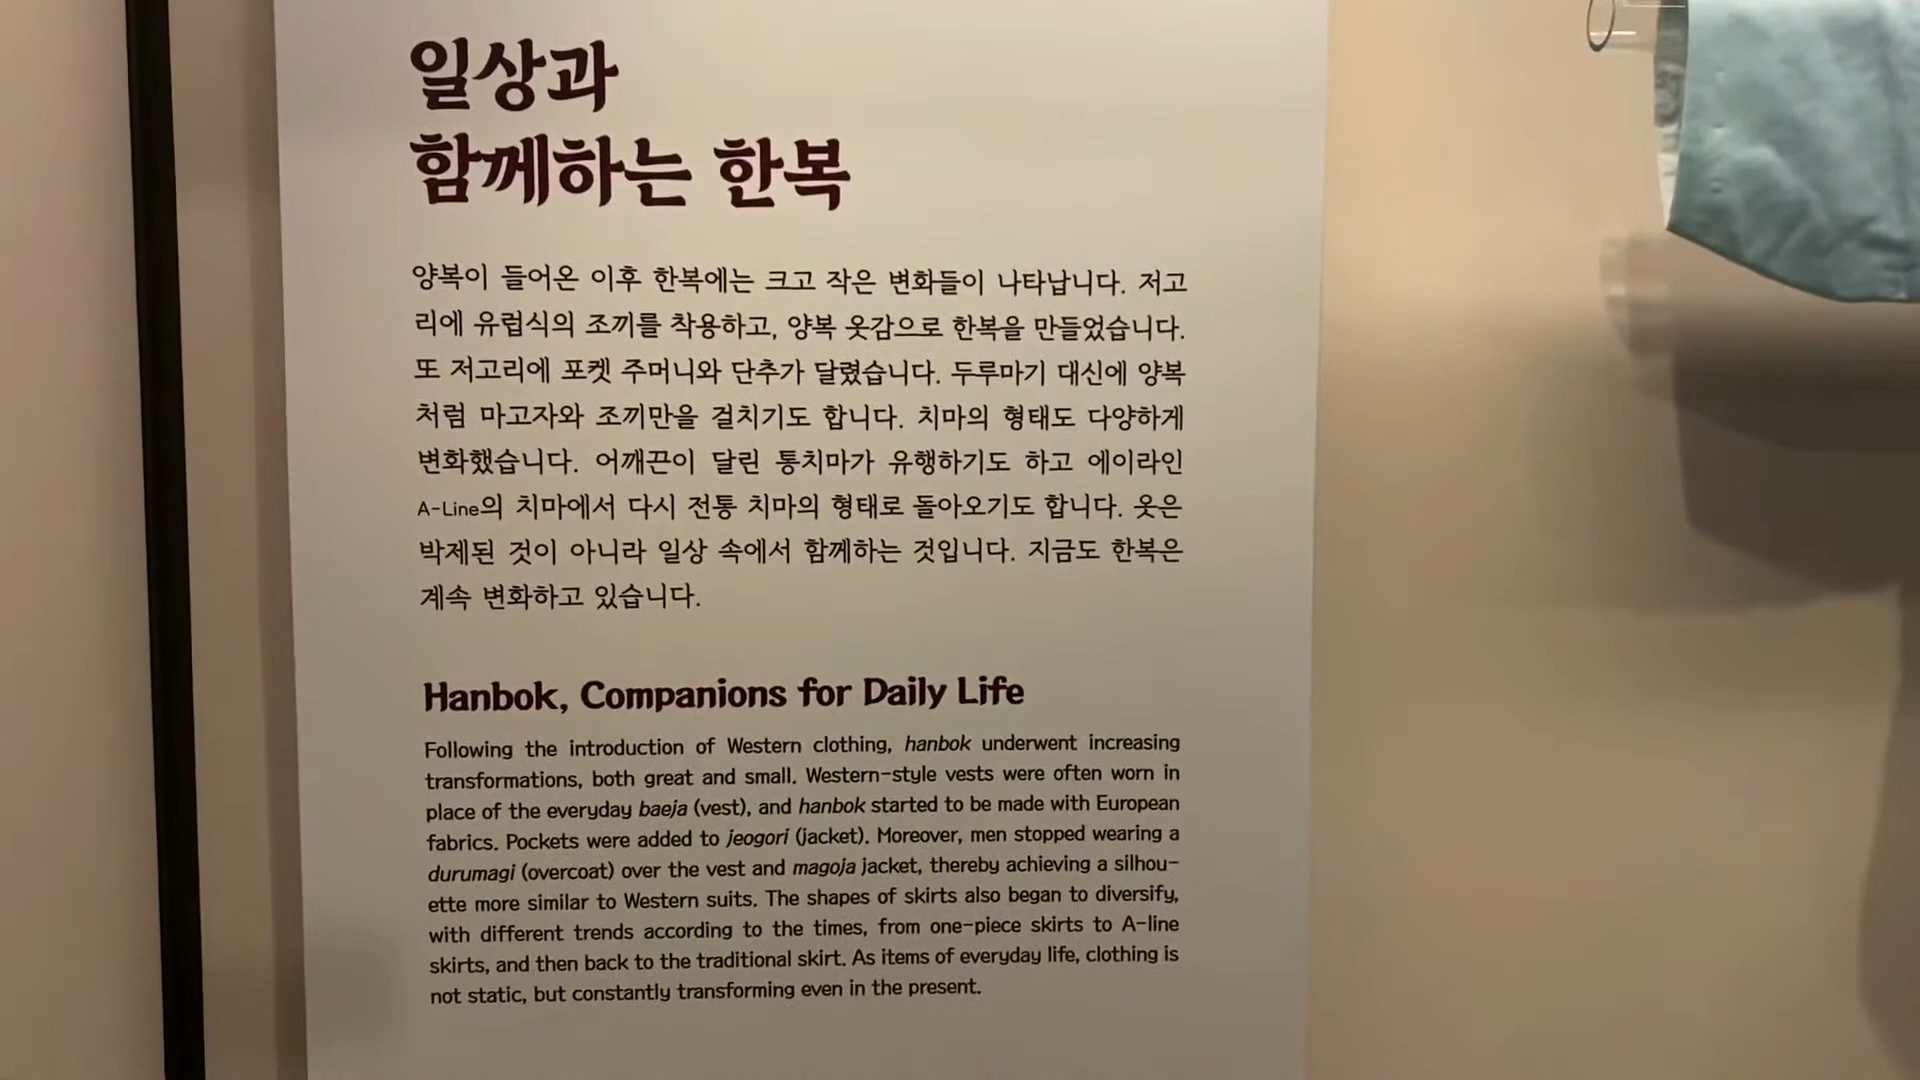 일상과
함께하는 한복
양복이 들어온 이후 한복에는 크고 작은 변화들이 나타납니다. 저고
리에 유럽식의 조끼를 착용하고, 양복 옷감으로 한복을 만들었습니다.
또 저고리에 포켓 주머니와 단추가 달렸습니다. 두루마기 대신에 양복
처럼 마고자와 조끼만을 걸치기도 합니다. 치마의 형태도 다양하게
변화했습니다. 어깨끈이 달린 통치마가 유행하기도 하고 에이라인
A-Line의 치마에서 다시 전통 치마의 형태로 돌아오기도 합니다. 옷은
박제된 것이 아니라 일상 속에서 함께하는 것입니다. 지금도 한복은
계속 변화하고 있습니다.
Hanbok, Companions for Daily Life
Following the introduction of Western clothing, hanbok underwent increasing
transformations, both great and small. Western-style vests were often worn in
place of the everyday baeja (vest), and hanbok started to be made with European
fabrics. Pockets were added to jeogori (jacket). Moreover, men stopped wearing a
durumagi (overcoat) over the vest and magoja jacket, thereby achieving a silhou-
ette more similar to Western suits. The shapes of skirts also began to diversify,
with different trends according to the times, from one-piece skirts to A-line
skirts, and then back to the traditional skirt. As items of everyday life, clothing is
not static, but constantly transforming even in the present.